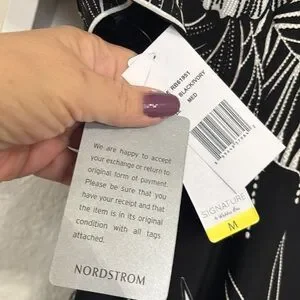 RB61851
BLACK/IVORY
MED
SIGNATURE
M
We are happy to accept
your exchange or return to
original form of payment.
Please be sure that you
have your receipt and that
the item is in its original
condition with all tags
attached.
NORDSTROM